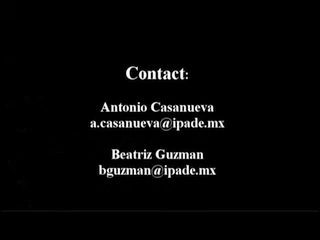 Contact:
Antonio Casanueva
a.casanueva@ipade.mx
Beatriz Guzman
bguzman@ipade.mx